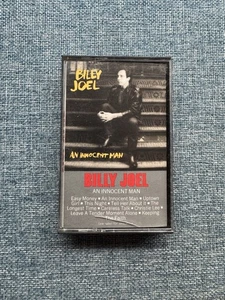 BILLY
JOEL
AN INNOCENT MAN
BILLY JOEL
AN INNOCENT MAN
Easy Money • An Innocent Man • Uptown
Girl • This Night • Tell Her About It • The
Longest Time • Careless Talk • Christie Lee •
Leave A Tender Moment Alone • Keeping
The Faith